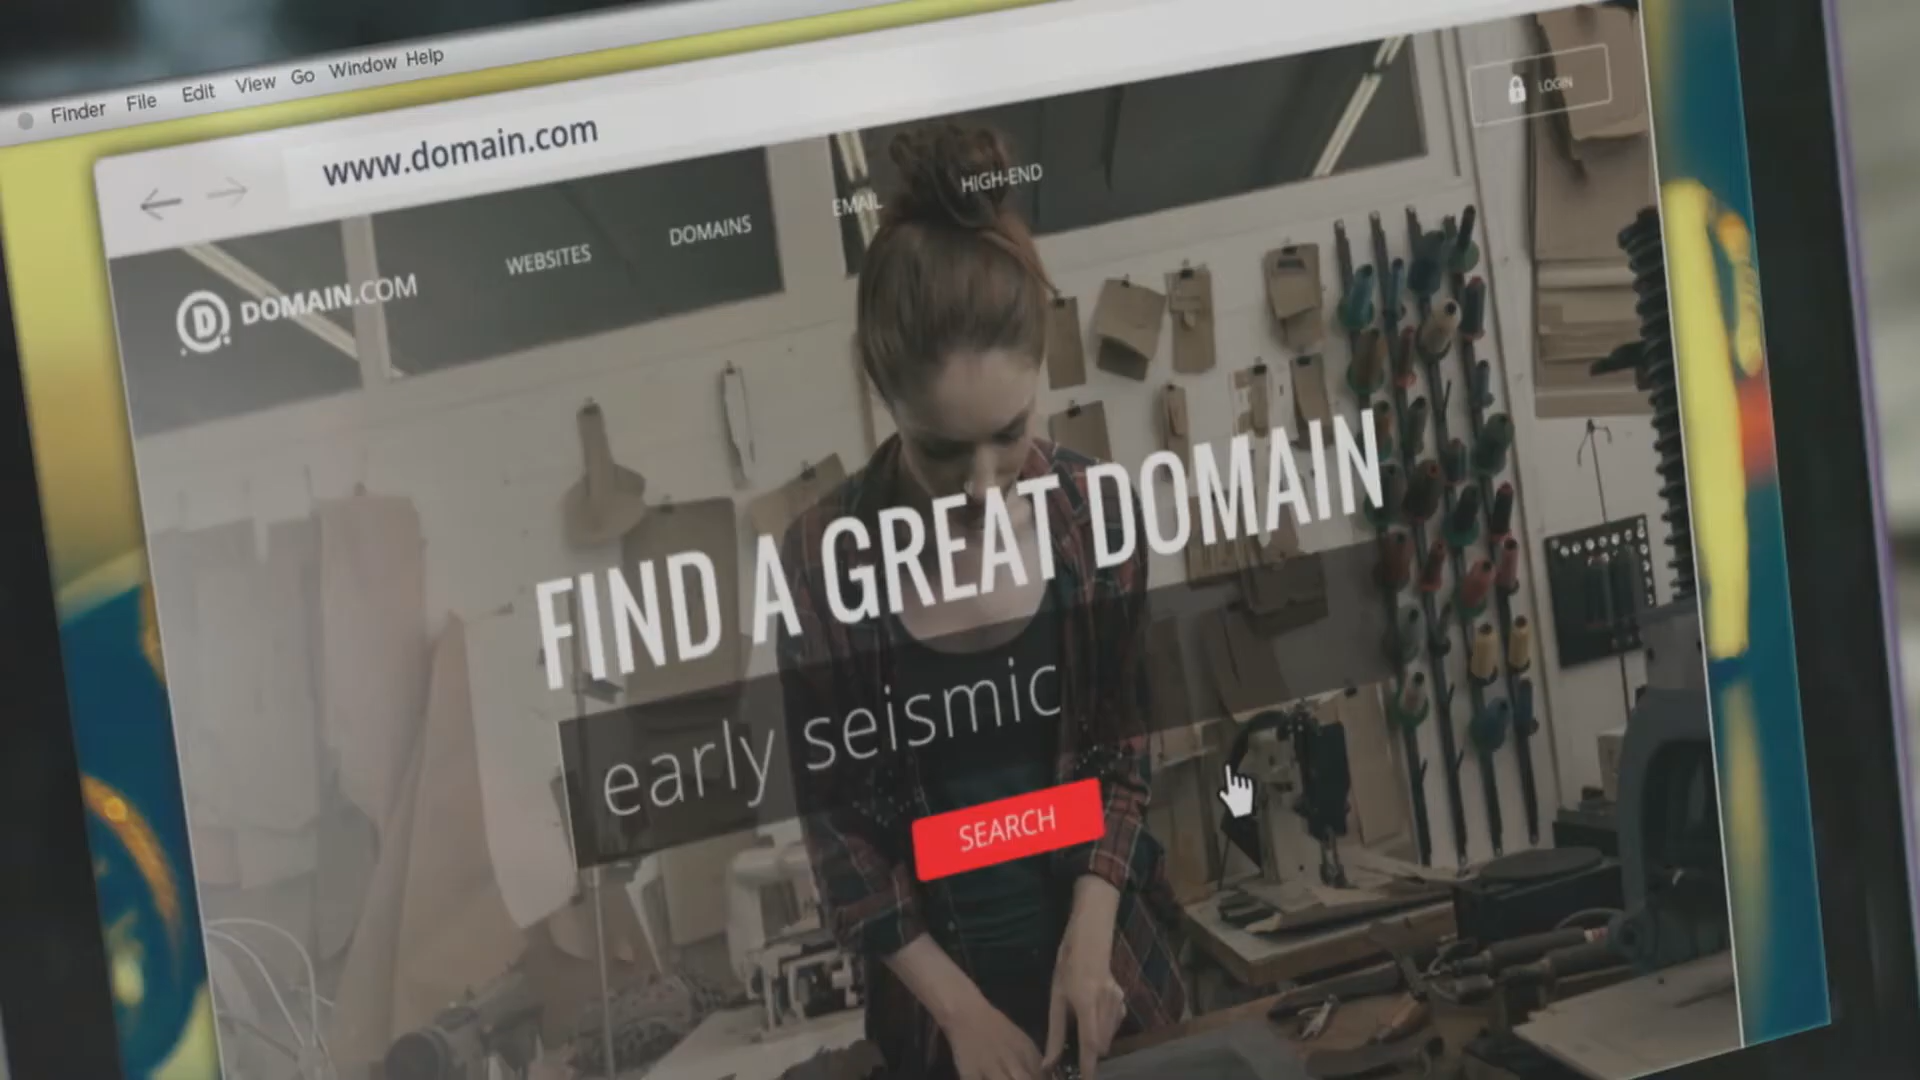 Finder File Edit View Go Window Help
www.domain.com
LOGIN
DOMAIN.COM WEBSITES DOMAINS EMAIL HIGH-END
FIND A GREAT DOMAIN
early seismic
SEARCH